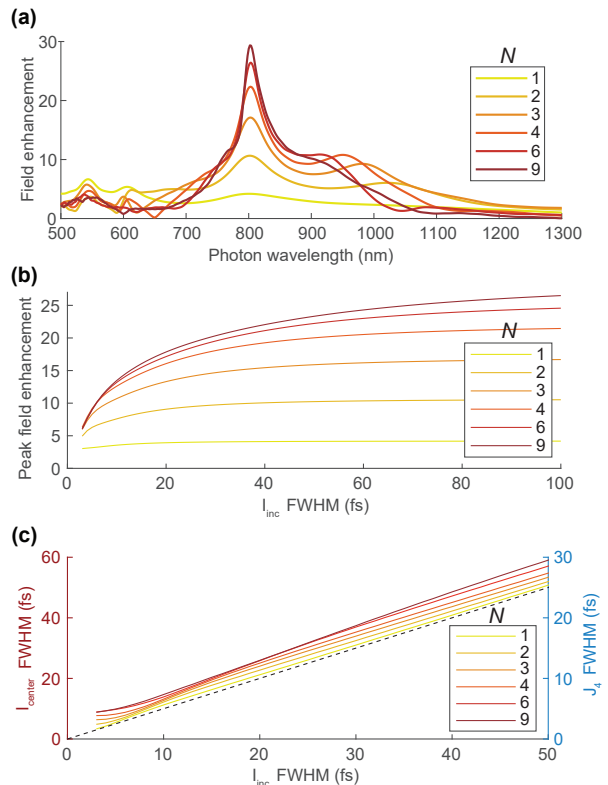 (a)
Field enhancement
30
20
10
0
500 600 700 800 900 1000 1100 1200 1300
Photon wavelength (nm)
N
1
2
3
4
6
9
(b)
Peak field enhancement
25
20
15
10
5
0
0 20 40 60 80 100
I_inc FWHM (fs)
N
1
2
3
4
6
9
(c)
I_center FWHM (fs)
60
40
20
0
0 10 20 30 40 50
I_inc FWHM (fs)
J_4 FWHM (fs)
30
20
10
0
N
1
2
3
4
6
9